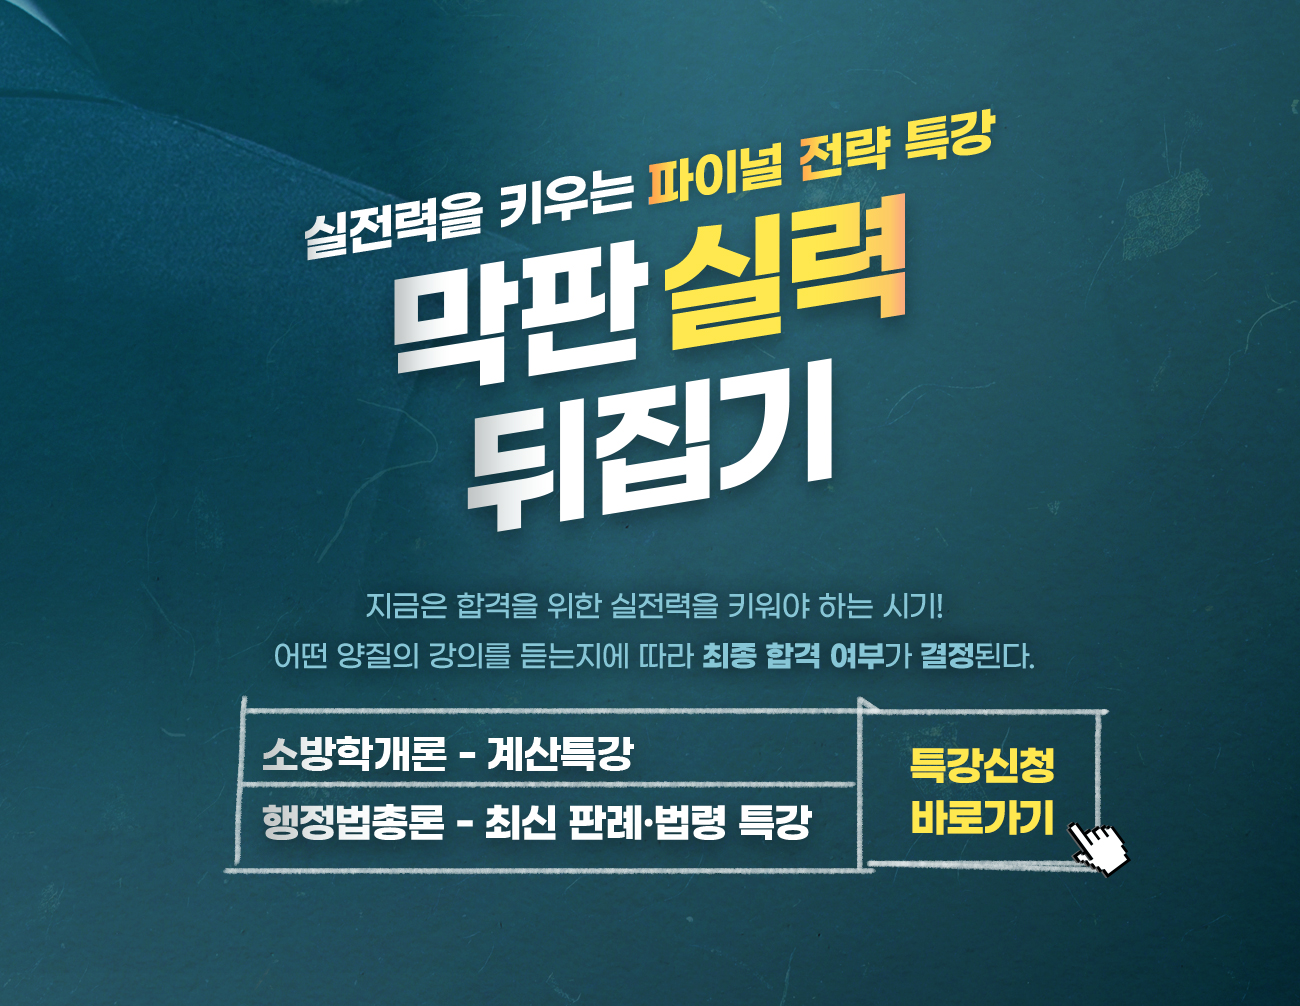 실전력을 키우는 파이널 전략 특강
막판 실력
뒤집기
지금은 합격을 위한 실전력을 키워야 하는 시기!
어떤 양질의 강의를 듣는지에 따라 최종 합격 여부가 결정된다.
소방학개론 - 계산특강
행정법총론 - 최신 판례·법령 특강
특강신청
바로가기